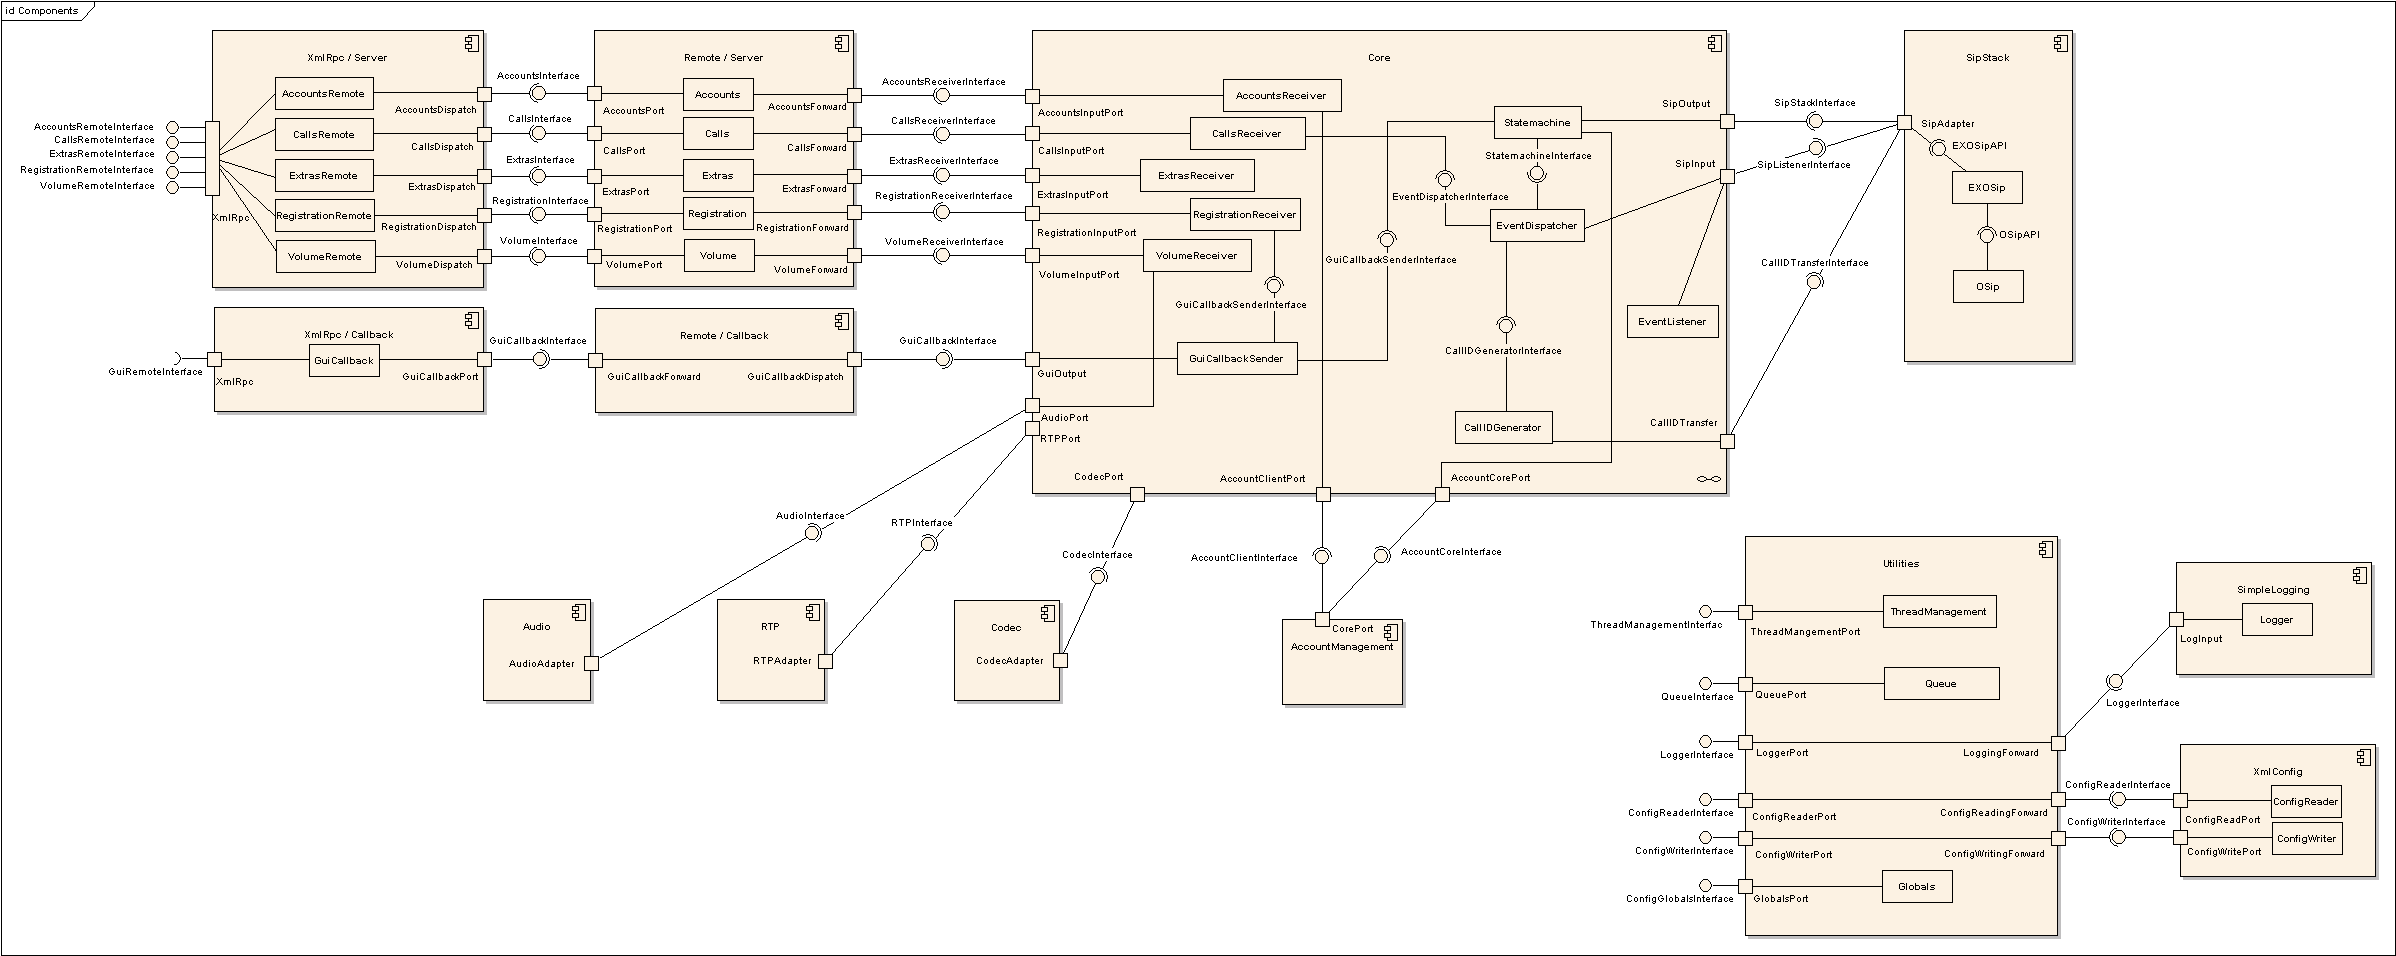 id Components
XmlRpc / Server
AccountsRemote
CallsRemote
ExtrasRemote
RegistrationRemote
VolumeRemote
AccountsRemoteInterface
CallsRemoteInterface
ExtrasRemoteInterface
RegistrationRemoteInterface
VolumeRemoteInterface
XmlRpc
AccountsDispatch
CallsDispatch
ExtrasDispatch
RegistrationDispatch
VolumeDispatch
AccountsInterface
CallsInterface
ExtrasInterface
RegistrationInterface
VolumeInterface
Remote / Server
AccountsPort
CallsPort
ExtrasPort
RegistrationPort
VolumePort
Accounts
Calls
Extras
Registration
Volume
AccountsForward
CallsForward
ExtrasForward
RegistrationForward
VolumeForward
AccountsReceiverInterface
CallsReceiverInterface
ExtrasReceiverInterface
RegistrationReceiverInterface
VolumeReceiverInterface
XmlRpc / Callback
GuiCallback
GuiRemoteInterface
XmlRpc
GuiCallbackPort
GuiCallbackInterface
Remote / Callback
GuiCallbackForward
GuiCallbackDispatch
GuiCallbackInterface
Core
AccountsInputPort
CallsInputPort
ExtrasInputPort
RegistrationInputPort
VolumeInputPort
GuiOutput
AudioPort
RTPPort
CodecPort
AccountClientPort
AccountCorePort
AccountsReceiver
CallsReceiver
ExtrasReceiver
RegistrationReceiver
VolumeReceiver
GuiCallbackSenderInterface
GuiCallbackSender
GuiCallbackSenderInterface
EventDispatcherInterface
Statemachine
StatemachineInterface
EventDispatcher
CallIDGeneratorInterface
CallIDGenerator
EventListener
SipOutput
SipInput
CallIDTransfer
SipStackInterface
SipListenerInterface
CallIDTransferInterface
SipStack
SipAdapter
EXOSipAPI
EXOSip
OSipAPI
OSip
AudioInterface
RTPInterface
CodecInterface
AccountClientInterface
AccountCoreInterface
Audio
AudioAdapter
RTP
RTPAdapter
Codec
CodecAdapter
CorePort
AccountManagement
Utilities
ThreadManagementInterfac
ThreadMangementPort
ThreadManagement
QueueInterface
QueuePort
Queue
LoggerInterface
LoggerPort
LoggingForward
ConfigReaderInterface
ConfigReaderPort
ConfigReadingForward
ConfigWriterInterface
ConfigWriterPort
ConfigWritingForward
ConfigGlobalsInterface
GlobalsPort
Globals
SimpleLogging
Logger
LogInput
LoggerInterface
ConfigReaderInterface
ConfigWriterInterface
XmlConfig
ConfigReader
ConfigReadPort
ConfigWriter
ConfigWritePort